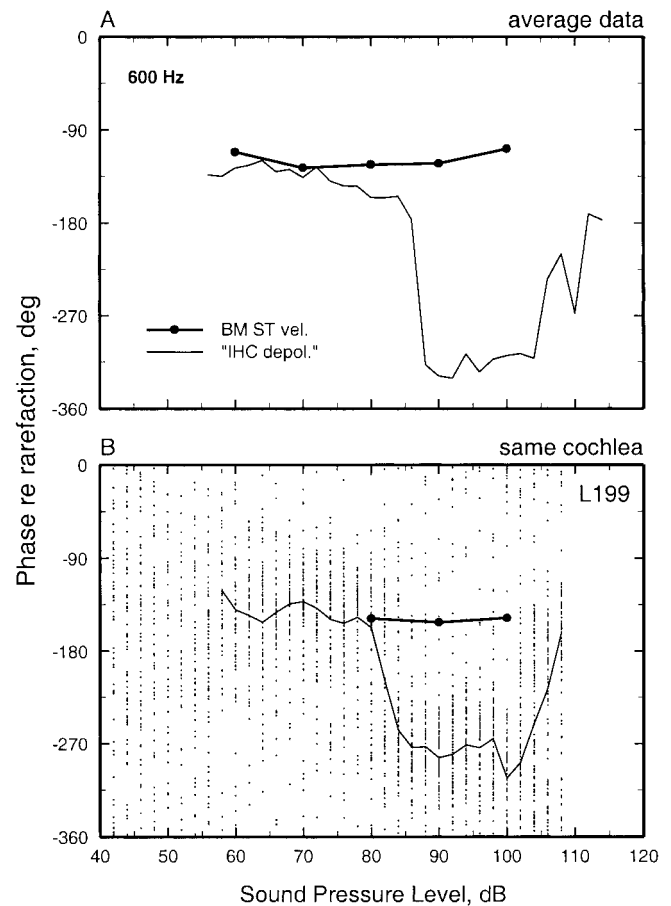 A
average data
0
600 Hz
-90
-180
-270
BM ST vel.
"IHC depol."
-360
B
same cochlea
0
L199
-90
-180
-270
-360
40 50 60 70 80 90 100 110 120
Phase re rarefaction, deg
Sound Pressure Level, dB